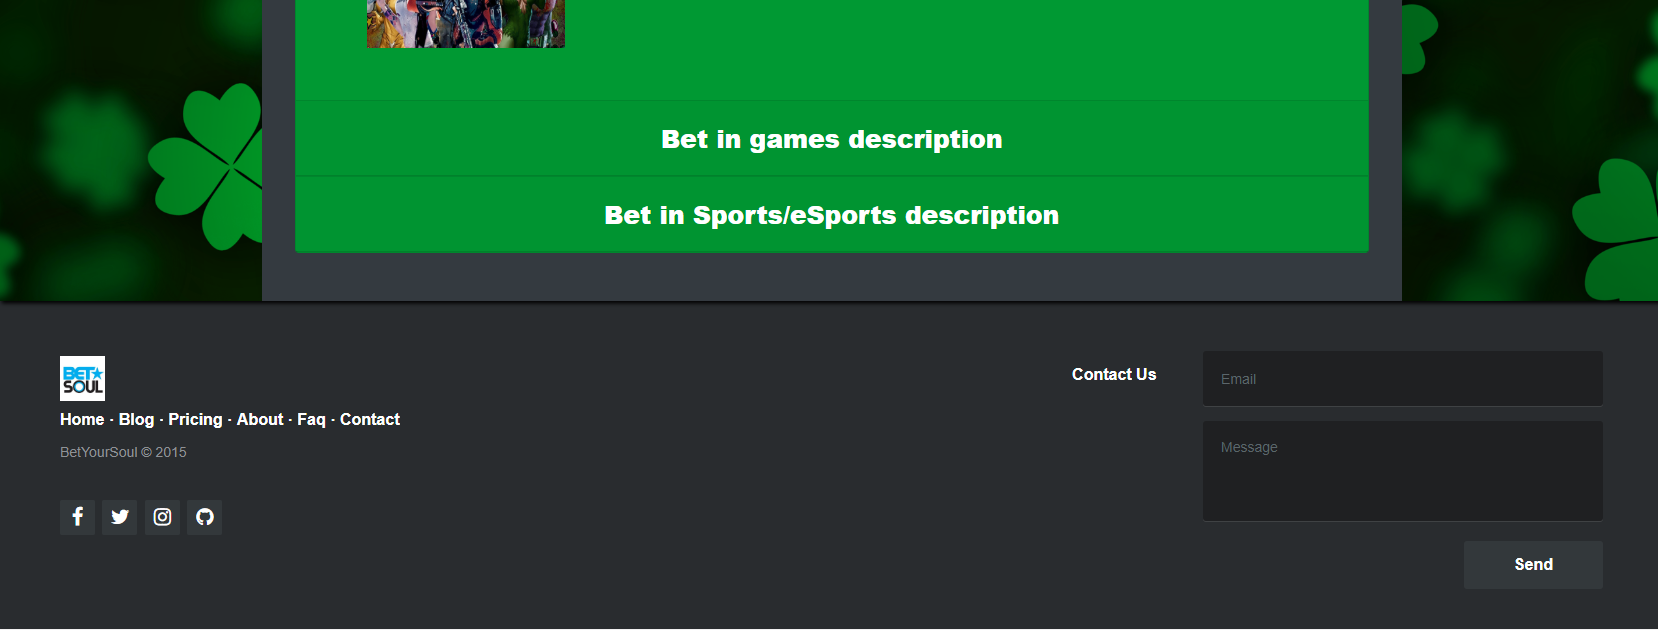 Bet in games description
Bet in Sports/eSports description
BET★
SOUL
Home · Blog · Pricing · About · Faq · Contact
BetYourSoul © 2015
Contact Us
Email
Message
Send